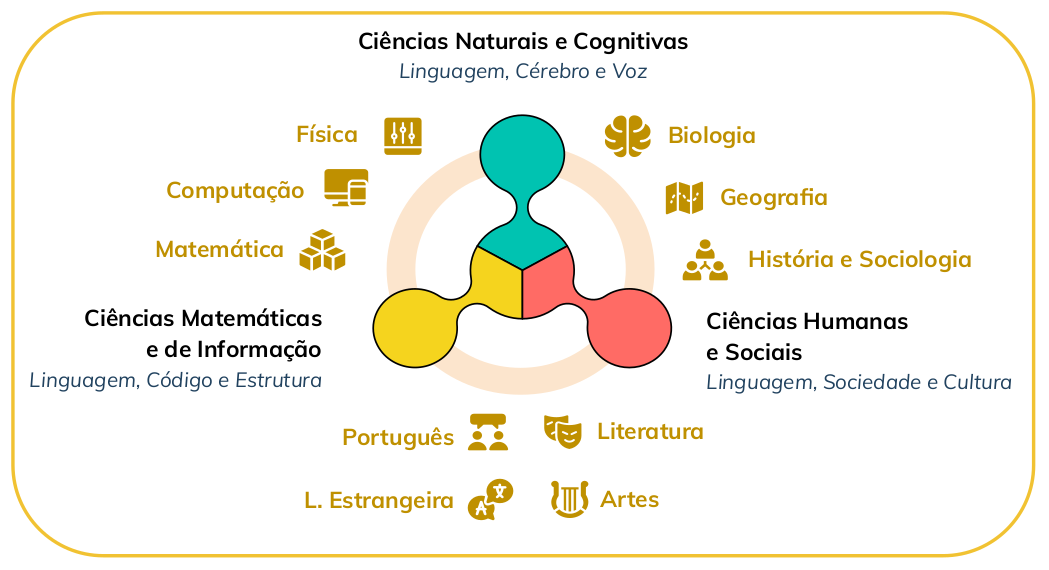 Ciências Naturais e Cognitivas
Linguagem, Cérebro e Voz
Física
Biologia
Computação
Geografia
Matemática
História e Sociologia
Ciências Matemáticas
e de Informação
Linguagem, Código e Estrutura
Ciências Humanas
e Sociais
Linguagem, Sociedade e Cultura
Português
Literatura
L. Estrangeira
Artes